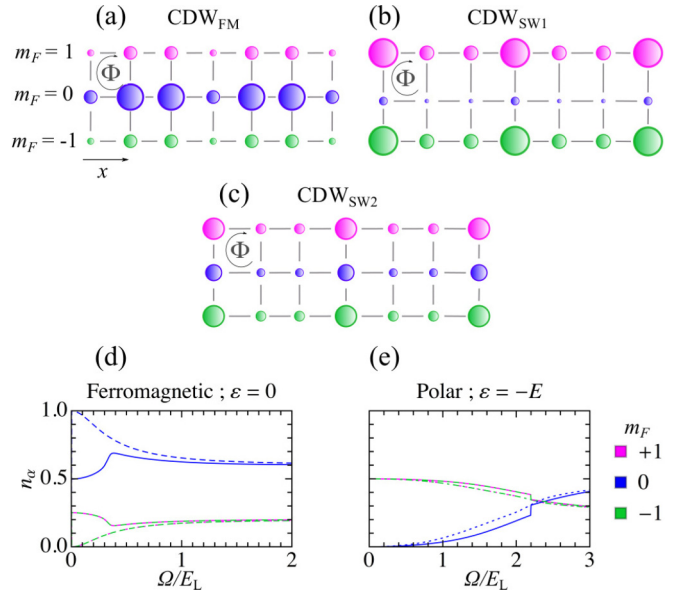 (a) CDW_FM
m_F = 1
Φ
m_F = 0
m_F = -1
x
(b) CDW_SW1
Φ
(c) CDW_SW2
Φ
(d)
Ferromagnetic ; ε = 0
1.0
0.5
0.0
n_α
0 1 2
Ω/E_L
(e)
Polar ; ε = −E
0 1 2 3
Ω/E_L
m_F
+1
0
−1